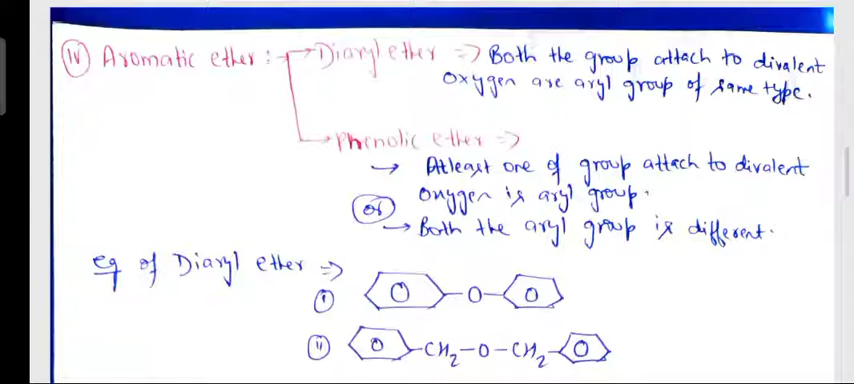 (iv) Aromatic ether :- → Diaryl ether => Both the group attach to divalent
oxygen are aryl group of same type.
→ Phenolic ether =>
→ Atleast one of group attach to divalent
oxygen is aryl group.
(or)
→ Both the aryl group is different.
eg of Diaryl ether =>
(i) -O-
(ii) -CH2-O-CH2-